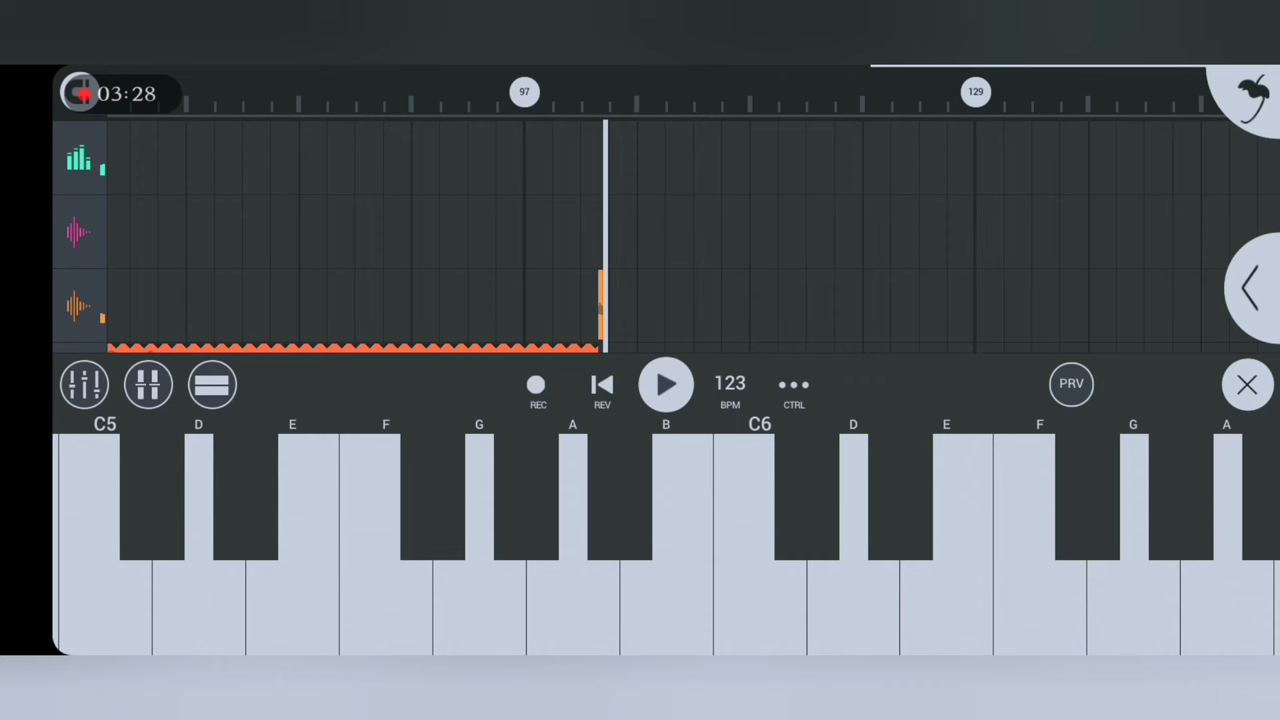 03:28
97
129
123
PRV
REC
REV
BPM
CTRL
C5 D E F G A B C6 D E F G A